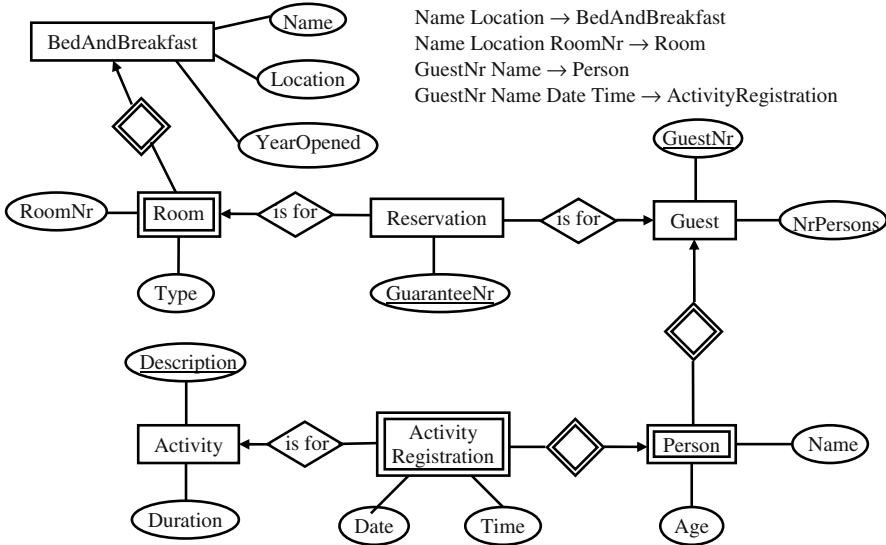 Name
BedAndBreakfast
Location
YearOpened
Name Location → BedAndBreakfast
Name Location RoomNr → Room
GuestNr Name → Person
GuestNr Name Date Time → ActivityRegistration
GuestNr
RoomNr
Room
is for
Reservation
is for
Guest
NrPersons
Type
GuaranteeNr
Description
Activity
is for
Activity
Registration
Person
Name
Duration
Date
Time
Age